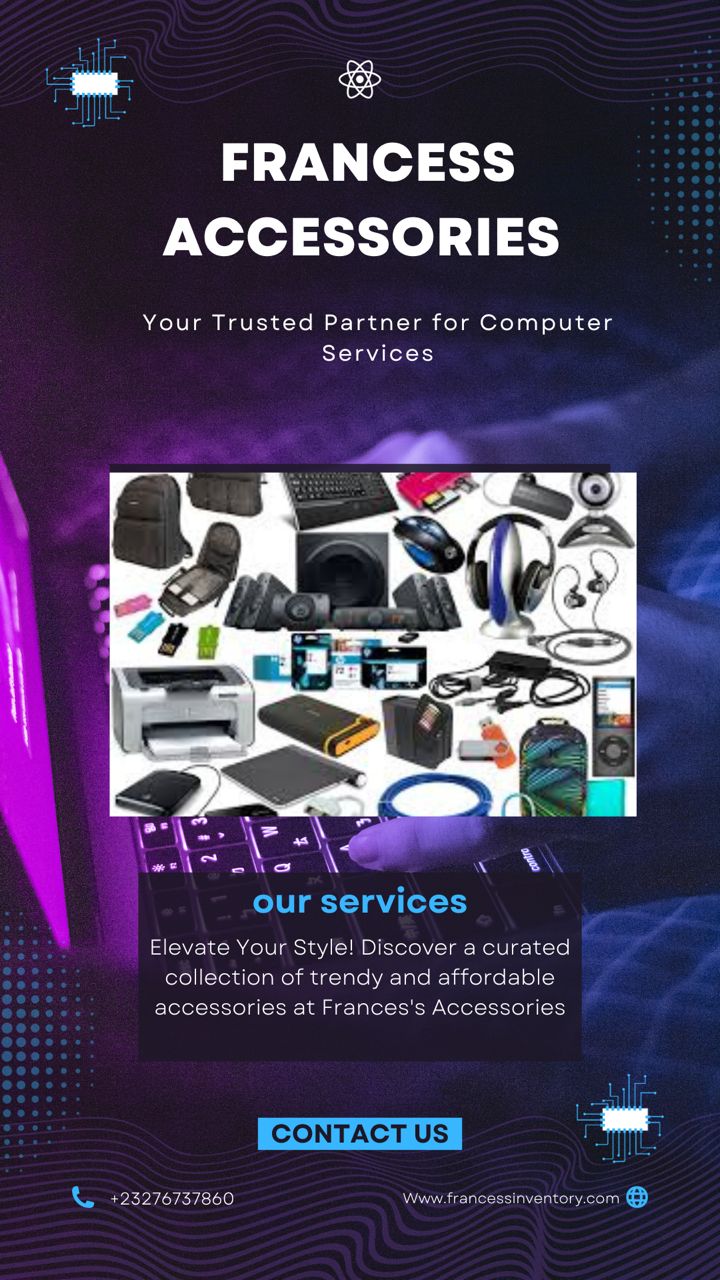 FRANCESS
ACCESSORIES
Your Trusted Partner for Computer
Services
our services
Elevate Your Style! Discover a curated
collection of trendy and affordable
accessories at Frances's Accessories
CONTACT US
+23276737860
Www.francessinventory.com